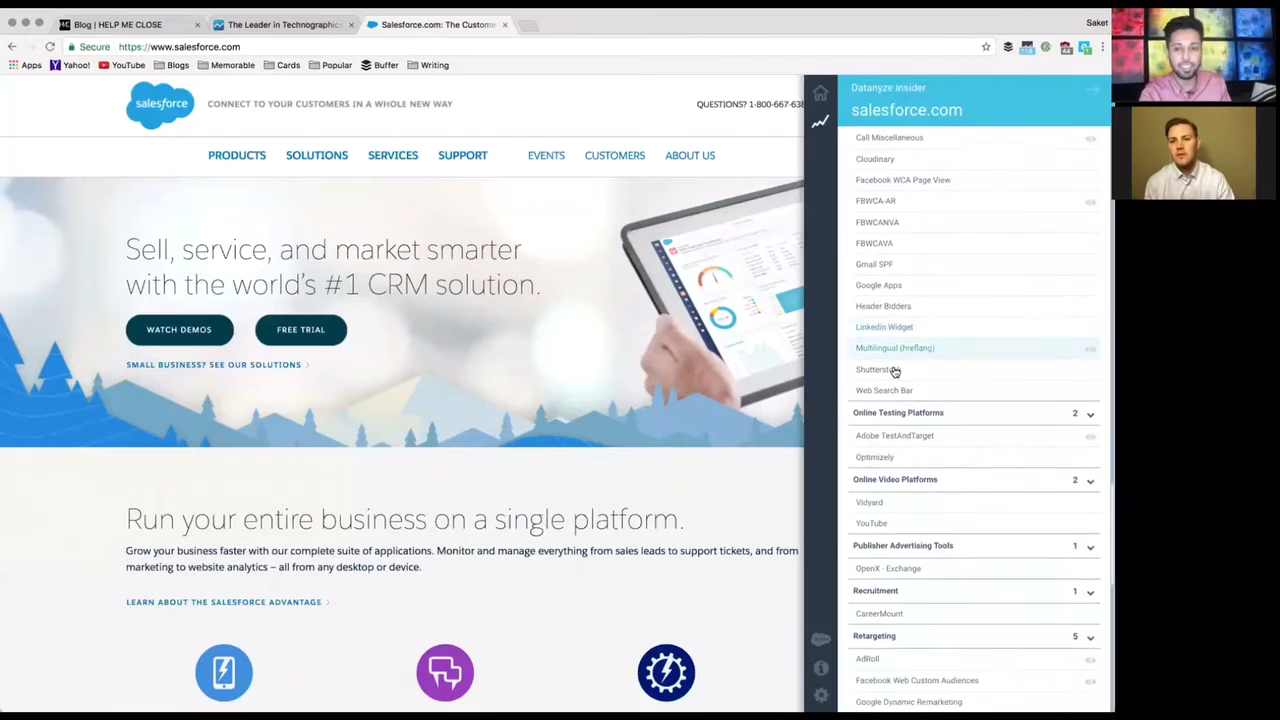 Blog | HELP ME CLOSE
The Leader in Technographics
Salesforce.com: The Custome
Saket
Secure
https://www.salesforce.com
Apps
Yahoo!
YouTube
Blogs
Memorable
Cards
Popular
Buffer
Writing
salesforce
CONNECT TO YOUR CUSTOMERS IN A WHOLE NEW WAY
QUESTIONS? 1-800-667-638
PRODUCTS
SOLUTIONS
SERVICES
SUPPORT
EVENTS
CUSTOMERS
ABOUT US
Sell, service, and market smarter
with the world's #1 CRM solution.
WATCH DEMOS
FREE TRIAL
SMALL BUSINESS? SEE OUR SOLUTIONS >
Run your entire business on a single platform.
Grow your business faster with our complete suite of applications. Monitor and manage everything from sales leads to support tickets, and from
marketing to website analytics – all from any desktop or device.
LEARN ABOUT THE SALESFORCE ADVANTAGE >
Datanyze Insider
salesforce.com
Call Miscellaneous
Cloudinary
Facebook WCA Page View
FBWCA-AR
FBWCANVA
FBWCAVA
Gmail SPF
Google Apps
Header Bidders
Linkedin Widget
Multilingual (hreflang)
Web Search Bar
Online Testing Platforms 2
Adobe TestAndTarget
Optimizely
Online Video Platforms 2
Vidyard
YouTube
Publisher Advertising Tools 1
OpenX - Exchange
Recruitment 1
CareerMount
Retargeting 5
AdRoll
Facebook Web Custom Audiences
Google Dynamic Remarketing